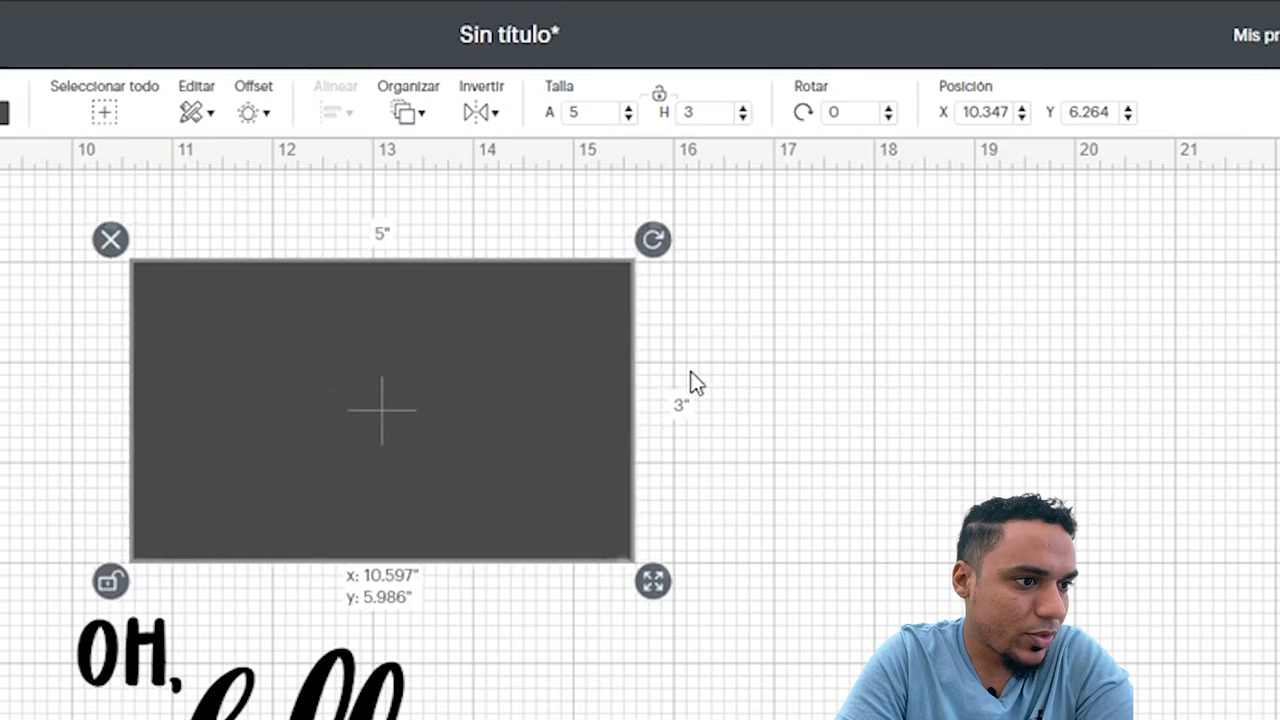 Sin título*
Mis pr
Seleccionar todo Editar Offset Alinear Organizar Invertir Talla Rotar Posición
A 5 H 3 0 X 10.347 Y 6.264
10 11 12 13 14 15 16 17 18 19 20 21
5"
3"
x: 10.597"
y: 5.986"
OH,